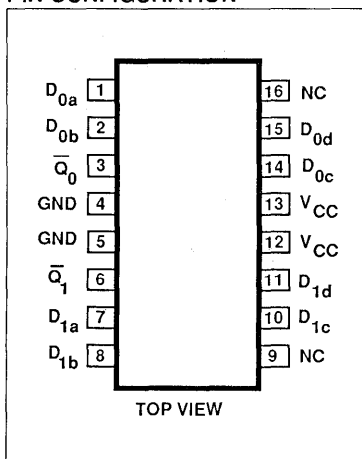 PIN CONFIGURATION
D0a 1 16 NC
D0b 2 15 D0d
Q̅0 3 14 D0c
GND 4 13 VCC
GND 5 12 VCC
Q̅1 6 11 D1d
D1a 7 10 D1c
D1b 8 9 NC
TOP VIEW